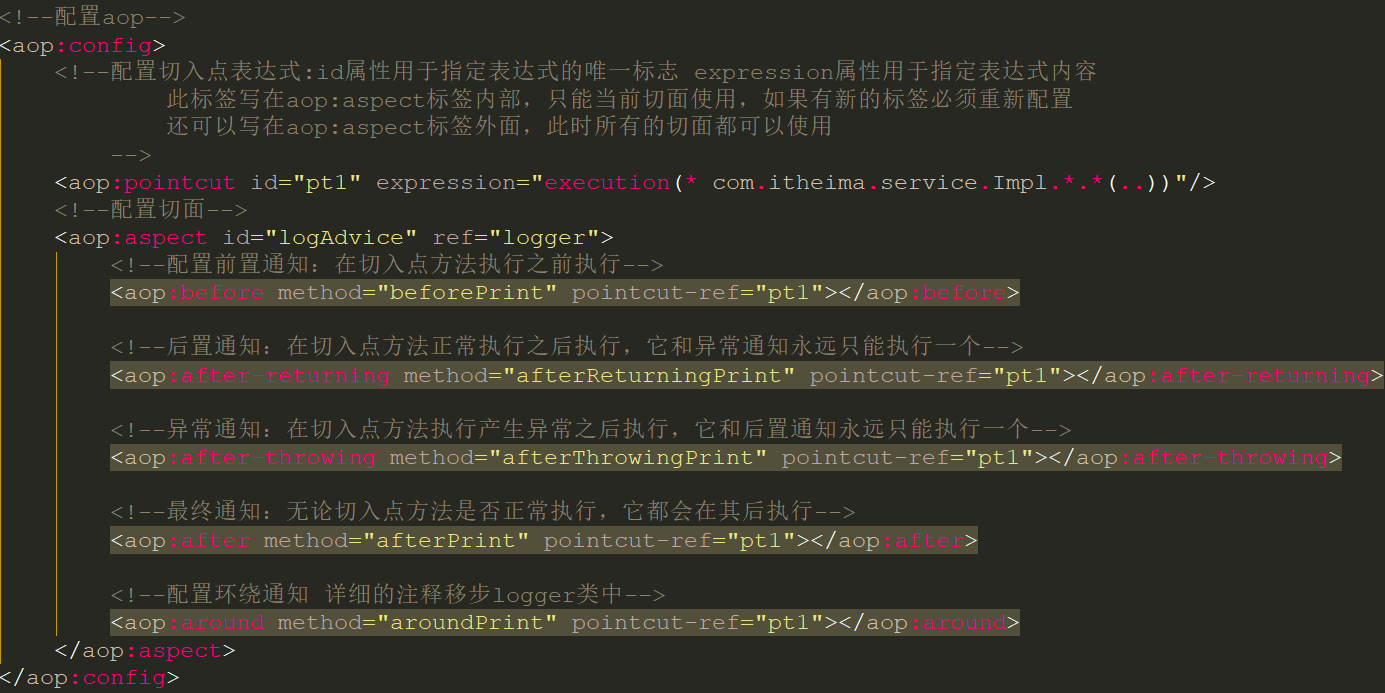 <!--配置aop-->
<aop:config>
<!--配置切入点表达式:id属性用于指定表达式的唯一标志 expression属性用于指定表达式内容
此标签写在aop:aspect标签内部，只能当前切面使用，如果有新的标签必须重新配置
还可以写在aop:aspect标签外面，此时所有的切面都可以使用
-->
<aop:pointcut id="pt1" expression="execution(* com.itheima.service.Impl.*.*(..))"/>
<!--配置切面-->
<aop:aspect id="logAdvice" ref="logger">
<!--配置前置通知：在切入点方法执行之前执行-->
<aop:before method="beforePrint" pointcut-ref="pt1"></aop:before>
<!--后置通知：在切入点方法正常执行之后执行，它和异常通知永远只能执行一个-->
<aop:after-returning method="afterReturningPrint" pointcut-ref="pt1"></aop:after-returning>
<!--异常通知：在切入点方法执行产生异常之后执行，它和后置通知永远只能执行一个-->
<aop:after-throwing method="afterThrowingPrint" pointcut-ref="pt1"></aop:after-throwing>
<!--最终通知：无论切入点方法是否正常执行，它都会在其后执行-->
<aop:after method="afterPrint" pointcut-ref="pt1"></aop:after>
<!--配置环绕通知 详细的注释移步logger类中-->
<aop:around method="aroundPrint" pointcut-ref="pt1"></aop:around>
</aop:aspect>
</aop:config>